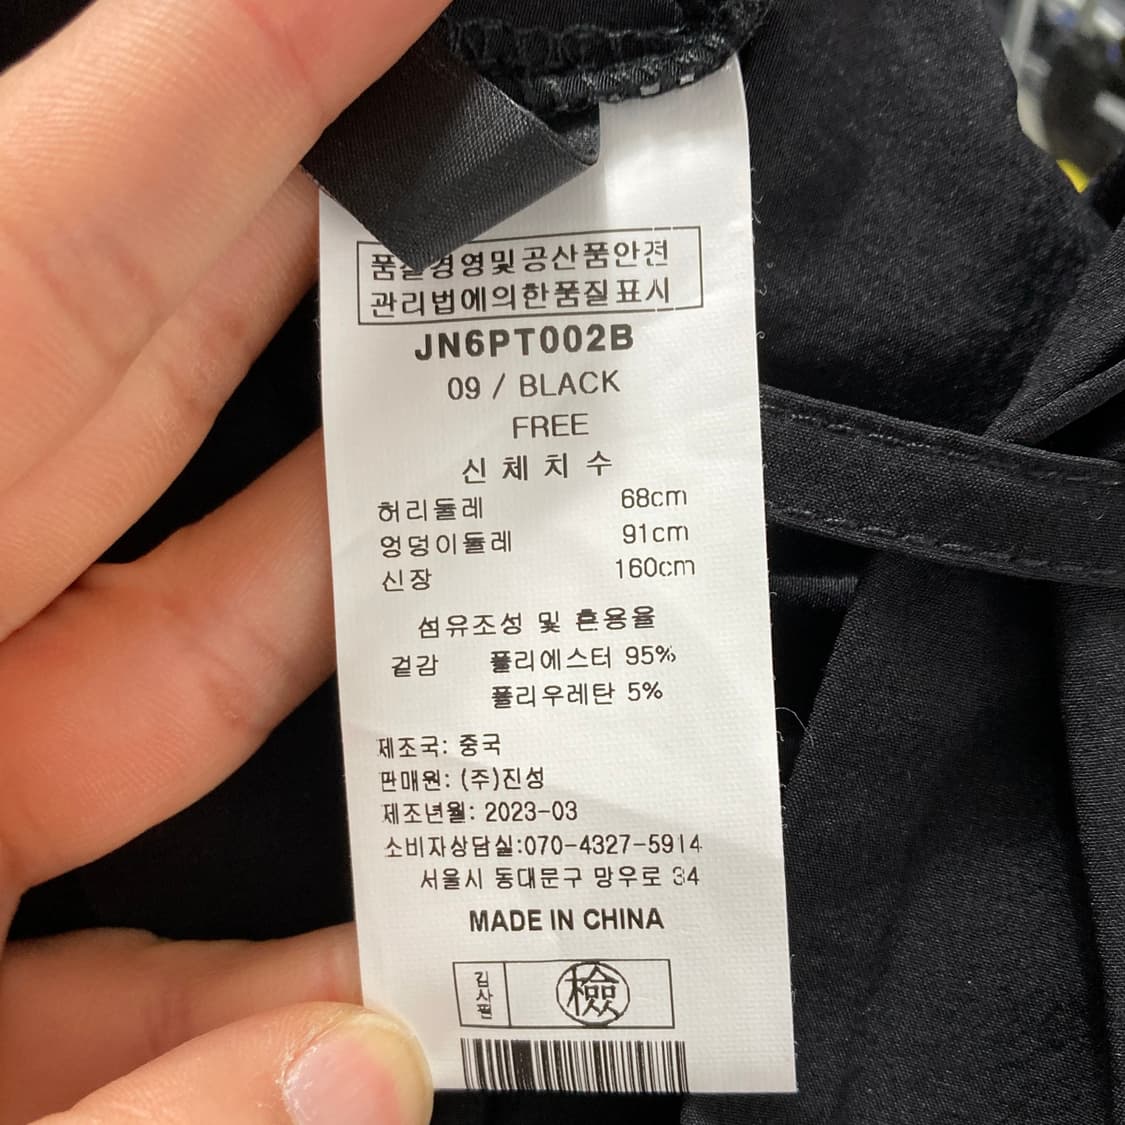 품질경영및공산품안전
관리법에의한품질표시
JN6PT002B
09 / BLACK
FREE
신체치수
허리둘레 68cm
엉덩이둘레 91cm
신장 160cm
섬유조성 및 혼용율
겉감 폴리에스터 95%
폴리우레탄 5%
제조국: 중국
판매원: (주)진성
제조년월: 2023-03
소비자상담실:070-4327-5914
서울시 동대문구 망우로 34
MADE IN CHINA
검사필 檢